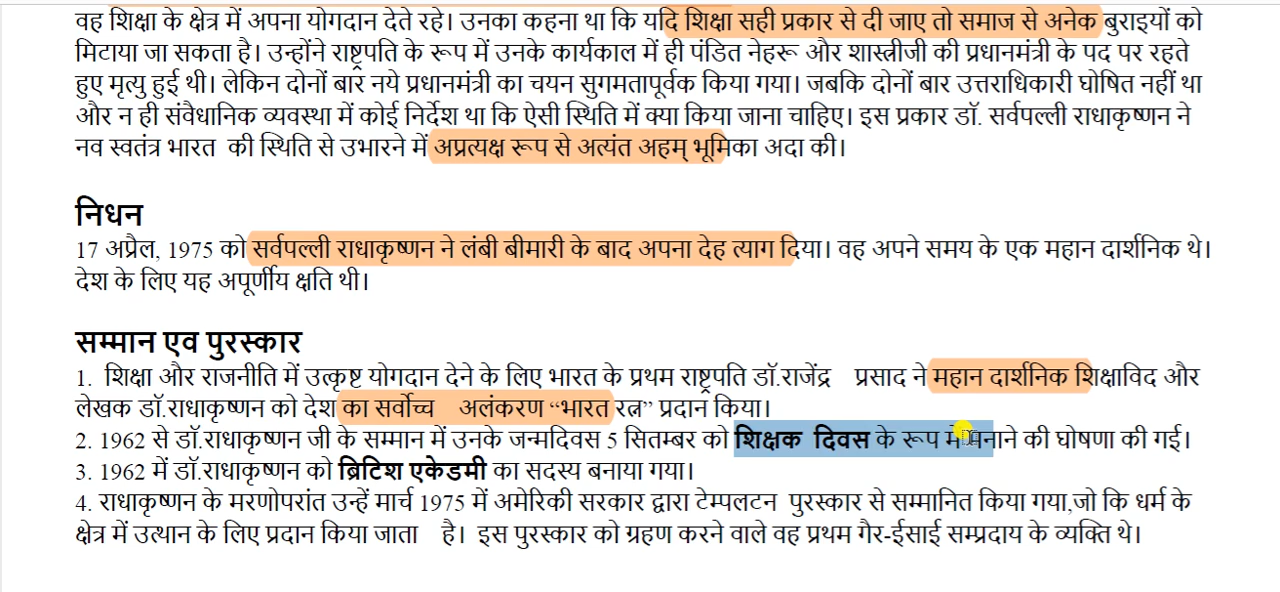 वह शिक्षा के क्षेत्र में अपना योगदान देते रहे। उनका कहना था कि यदि शिक्षा सही प्रकार से दी जाए तो समाज से अनेक बुराइयों को
मिटाया जा सकता है। उन्होंने राष्ट्रपति के रूप में उनके कार्यकाल में ही पंडित नेहरू और शास्त्रीजी की प्रधानमंत्री के पद पर रहते
हुए मृत्यु हुई थी। लेकिन दोनों बार नये प्रधानमंत्री का चयन सुगमतापूर्वक किया गया। जबकि दोनों बार उत्तराधिकारी घोषित नहीं था
और न ही संवैधानिक व्यवस्था में कोई निर्देश था कि ऐसी स्थिति में क्या किया जाना चाहिए। इस प्रकार डॉ. सर्वपल्ली राधाकृष्णन ने
नव स्वतंत्र भारत की स्थिति से उभारने में अप्रत्यक्ष रूप से अत्यंत अहम् भूमिका अदा की।
निधन
17 अप्रैल, 1975 को सर्वपल्ली राधाकृष्णन ने लंबी बीमारी के बाद अपना देह त्याग दिया। वह अपने समय के एक महान दार्शनिक थे।
देश के लिए यह अपूर्णीय क्षति थी।
सम्मान एव पुरस्कार
1. शिक्षा और राजनीति में उत्कृष्ट योगदान देने के लिए भारत के प्रथम राष्ट्रपति डॉ.राजेंद्र प्रसाद ने महान दार्शनिक शिक्षाविद और
लेखक डॉ.राधाकृष्णन को देश का सर्वोच्च अलंकरण “भारत रत्न” प्रदान किया।
2. 1962 से डॉ.राधाकृष्णन जी के सम्मान में उनके जन्मदिवस 5 सितम्बर को शिक्षक दिवस के रूप में मनाने की घोषणा की गई।
3. 1962 में डॉ.राधाकृष्णन को ब्रिटिश एकेडमी का सदस्य बनाया गया।
4. राधाकृष्णन के मरणोपरांत उन्हें मार्च 1975 में अमेरिकी सरकार द्वारा टेम्पलटन पुरस्कार से सम्मानित किया गया,जो कि धर्म के
क्षेत्र में उत्थान के लिए प्रदान किया जाता है। इस पुरस्कार को ग्रहण करने वाले वह प्रथम गैर-ईसाई सम्प्रदाय के व्यक्ति थे।